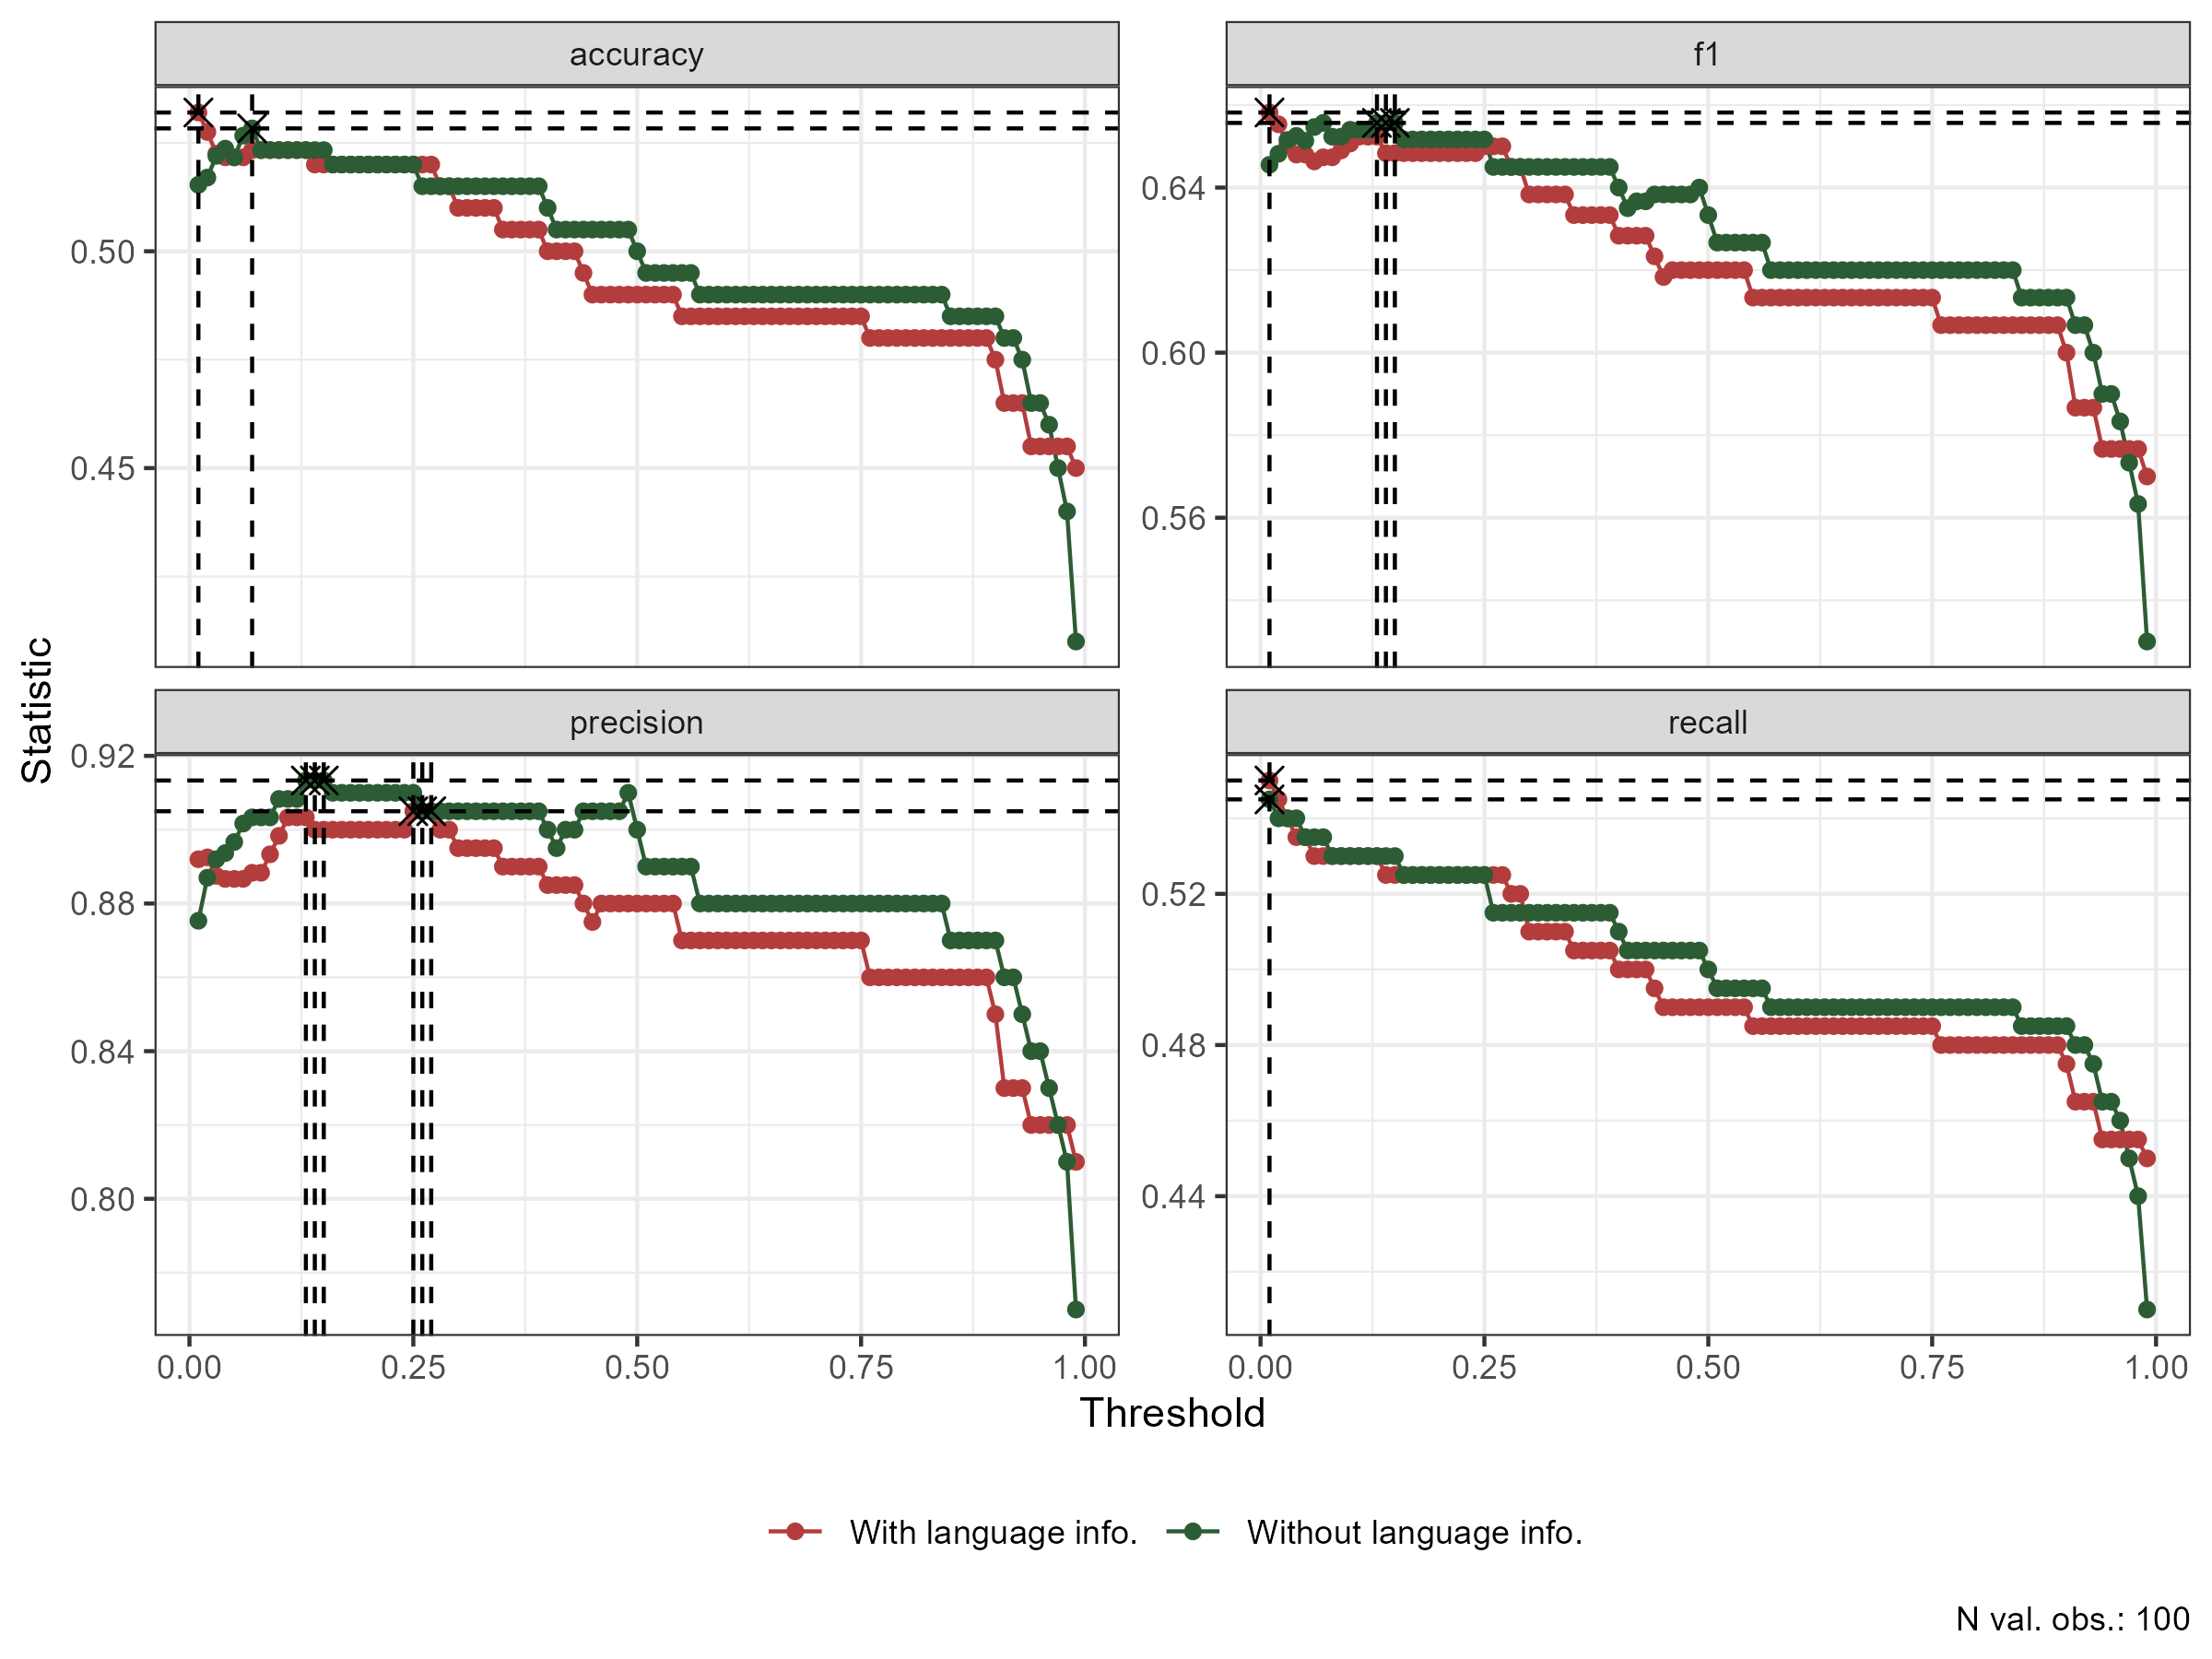 accuracy
f1
0.50
0.45
0.64
0.60
0.56
Statistic
precision
recall
0.92
0.88
0.84
0.80
0.52
0.48
0.44
0.00 0.25 0.50 0.75 1.00
0.00 0.25 0.50 0.75 1.00
Threshold
With language info. Without language info.
N val. obs.: 100